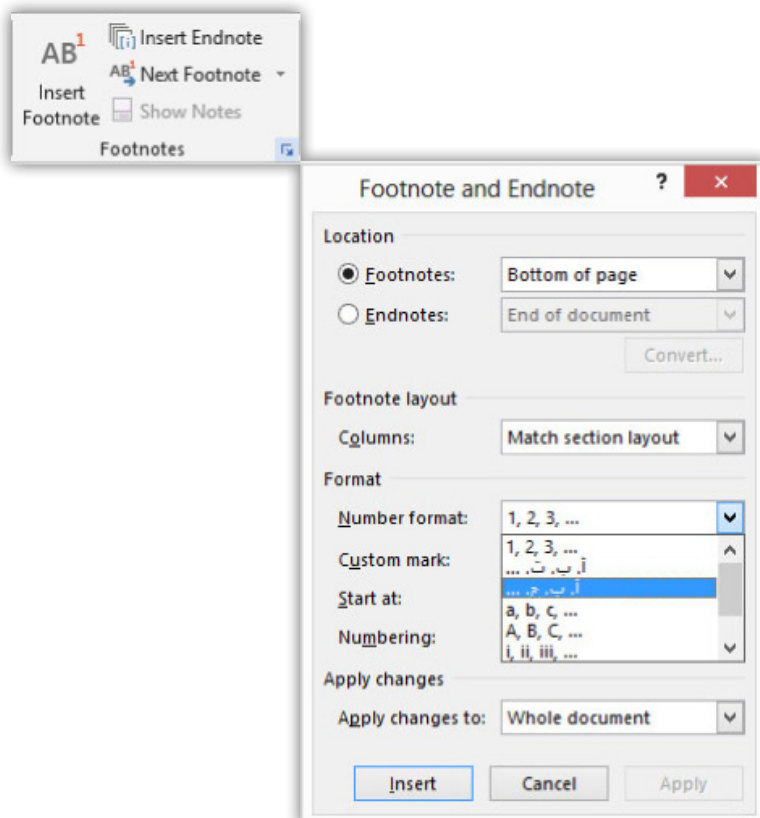 AB1
Insert Footnote
Insert Endnote
AB1 Next Footnote
Show Notes
Footnotes
Footnote and Endnote ? ×
Location
Footnotes: Bottom of page
Endnotes: End of document
Convert...
Footnote layout
Columns: Match section layout
Format
Number format: 1, 2, 3, ...
1, 2, 3, ...
أ. ب. ت. ...
Custom mark:
أ. ب. ج. ...
Start at:
a, b, c, ...
A, B, C, ...
Numbering:
i, ii, iii, ...
Apply changes
Apply changes to: Whole document
Insert Cancel Apply